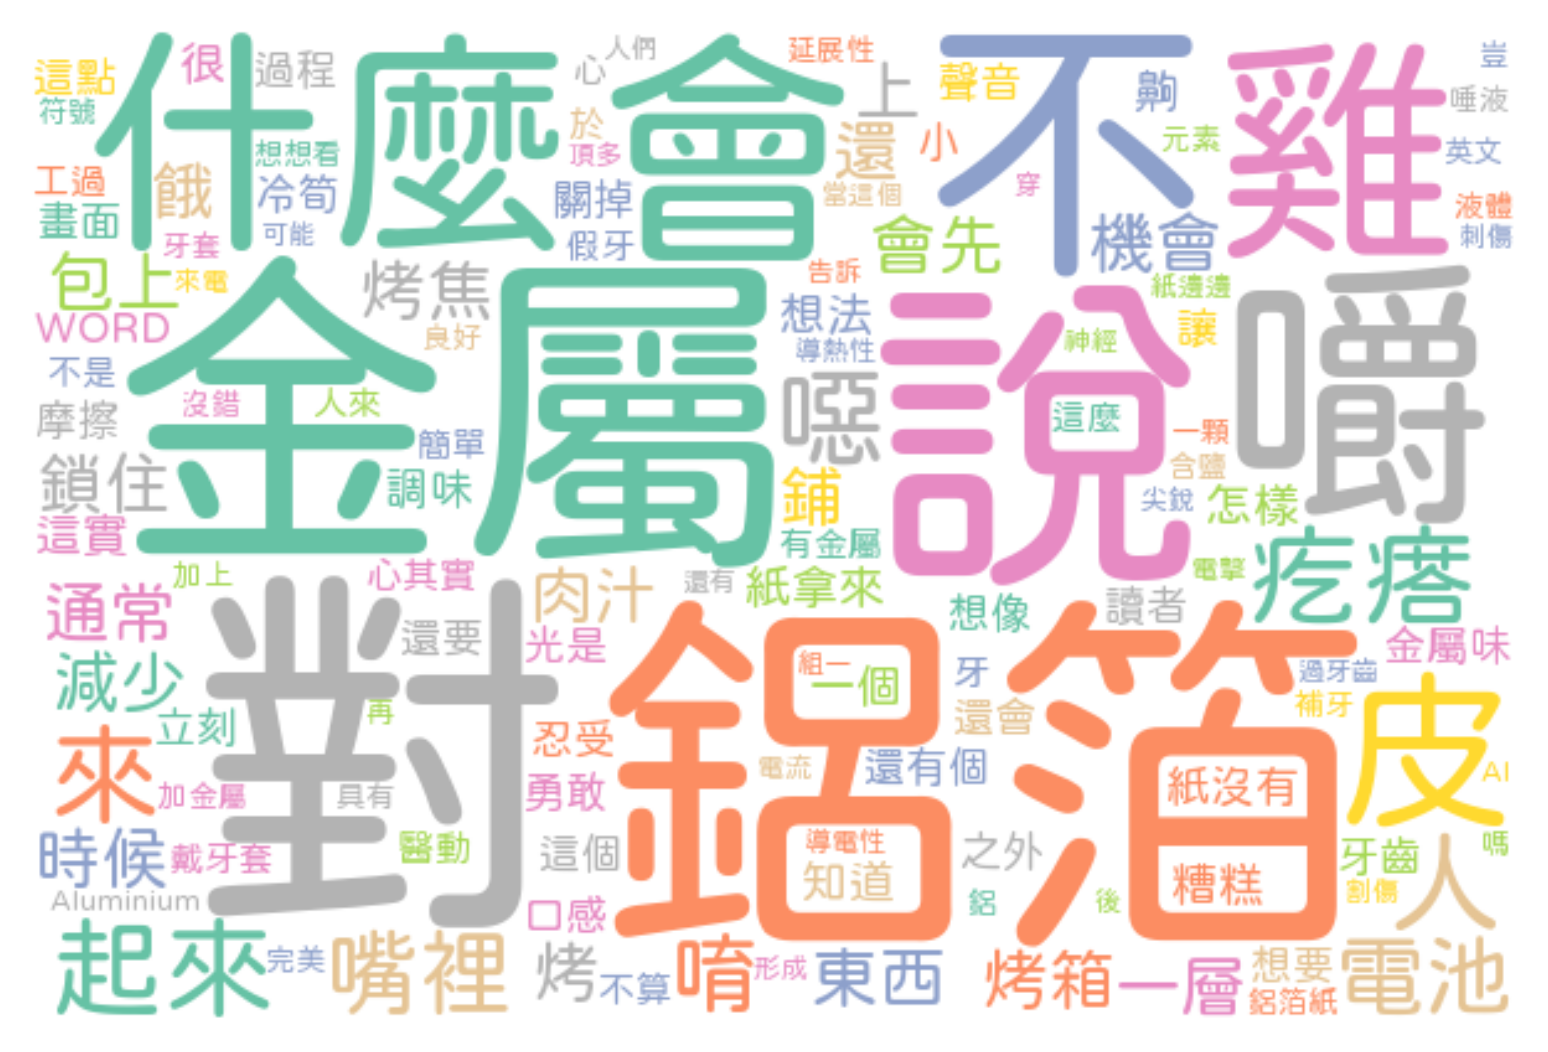 什麼會
不
雞
這點
很
過程
心
人們
延展性
上
聲音
齁
豈
符號
唾液
於
還
小
元素
英文
想想看
頂多
工過
餓
冷筍
關掉
當這個
穿
液體
畫面
牙套
可能
假牙
會先
機會
刺傷
包上
來電
烤焦
告訴
紙邊邊
金屬
說
嚼
WORD
良好
想法
讓
導熱性
神經
不是
沒錯
人來
噁
這麼
摩擦
簡單
一顆
鎖住
調味
鋪
含鹽
尖銳
怎樣
這實
有金屬
疙瘩
加上
心其實
肉汁
還有
紙拿來
電擊
通常
想像
讀者
對
鋁箔
還要
光是
金屬味
減少
組一
一個
牙
過牙齒
再
還會
補牙
皮
立刻
忍受
來
電流
還有個
紙沒有
AI
加金屬
具有
勇敢
時候
戴牙套
醫動
這個
導電性
之外
牙齒
嗎
知道
糟糕
割傷
人
Aluminium
口感
鋁
後
起來
完美
嘴裡
烤
不算
唷
形成
東西
烤箱
一層
想要
鋁箔紙
電池